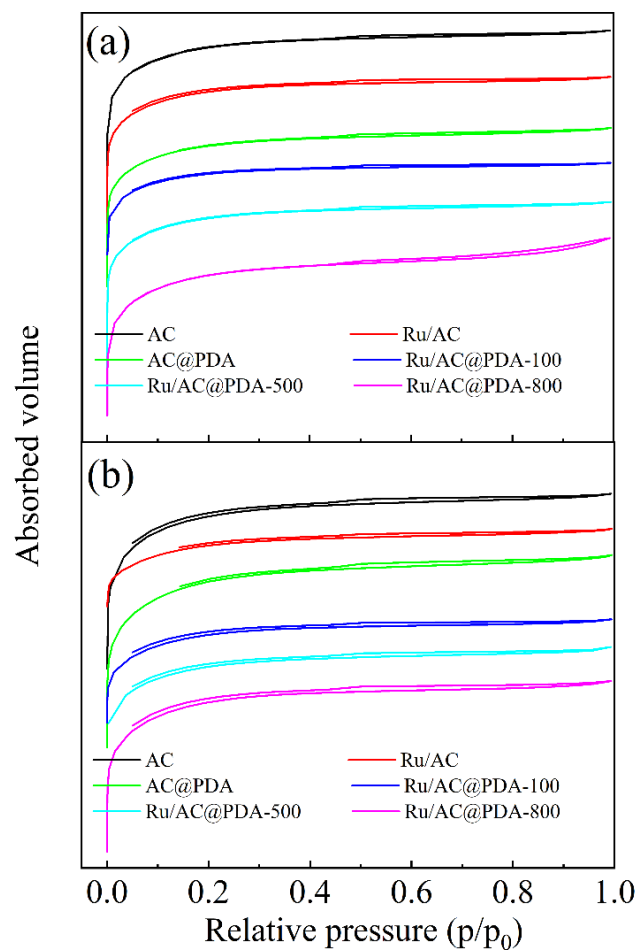 (a)
AC
Ru/AC
AC@PDA
Ru/AC@PDA-100
Ru/AC@PDA-500
Ru/AC@PDA-800
Absorbed volume
(b)
AC
Ru/AC
AC@PDA
Ru/AC@PDA-100
Ru/AC@PDA-500
Ru/AC@PDA-800
0.0 0.2 0.4 0.6 0.8 1.0
Relative pressure (p/p₀)